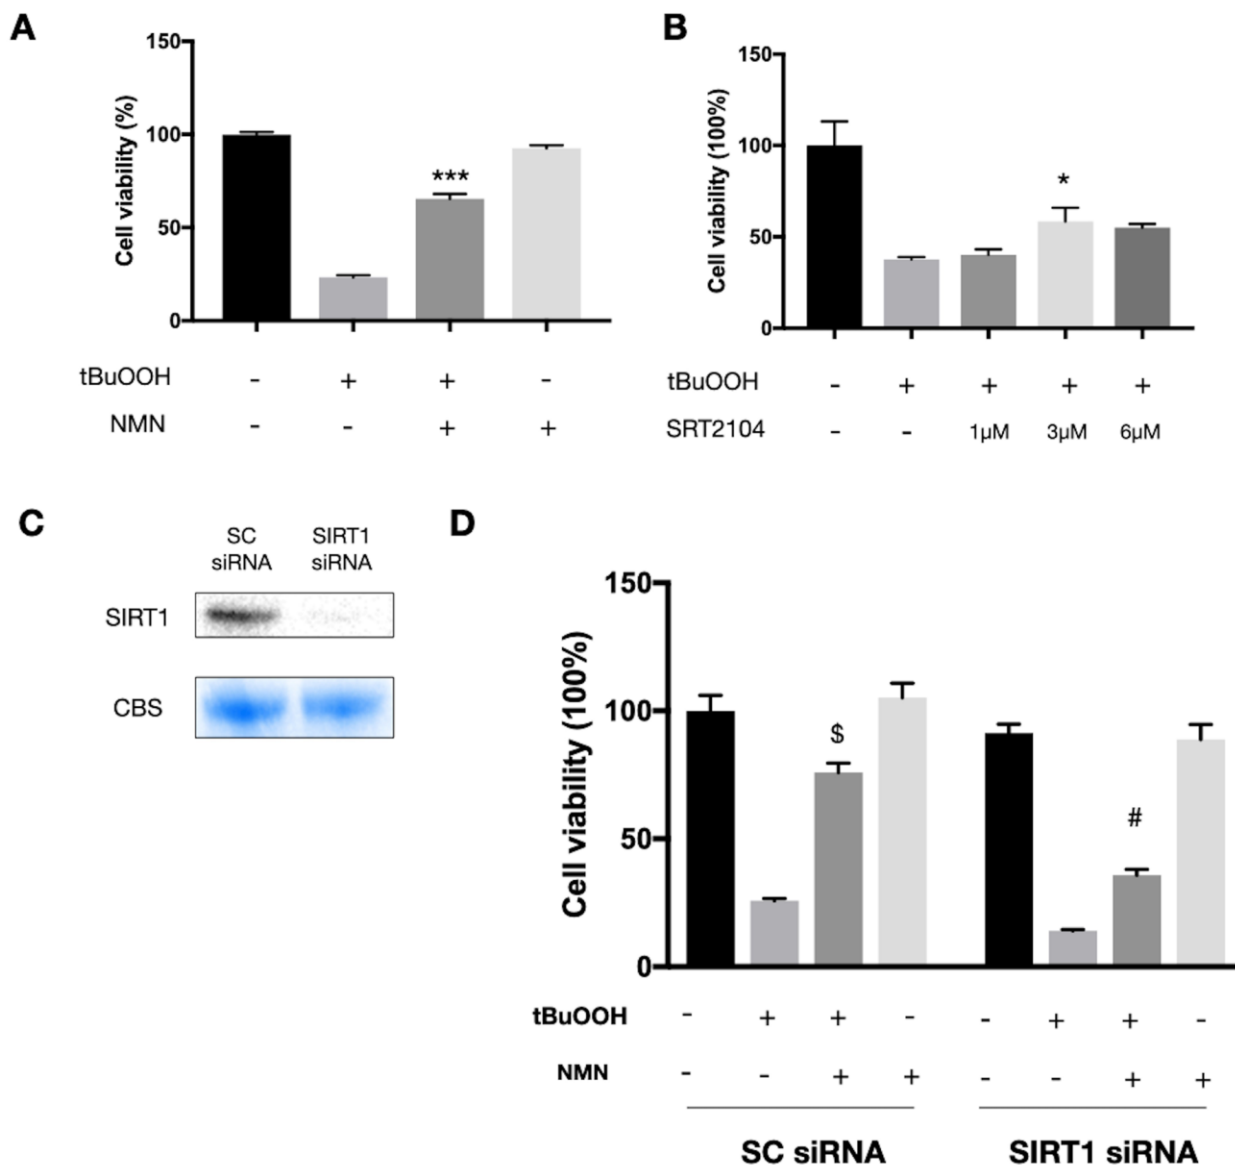 A
Cell viability (%)
150
100
50
0
***
tBuOOH - + + -
NMN - - + +
B
Cell viability (100%)
150
100
50
0
*
tBuOOH - + + + +
SRT2104 - - 1µM 3µM 6µM
C
SC siRNA
SIRT1 siRNA
SIRT1
CBS
D
Cell viability (100%)
150
100
50
0
$
#
tBuOOH - + + - - + + -
NMN - - + + - - + +
SC siRNA SIRT1 siRNA